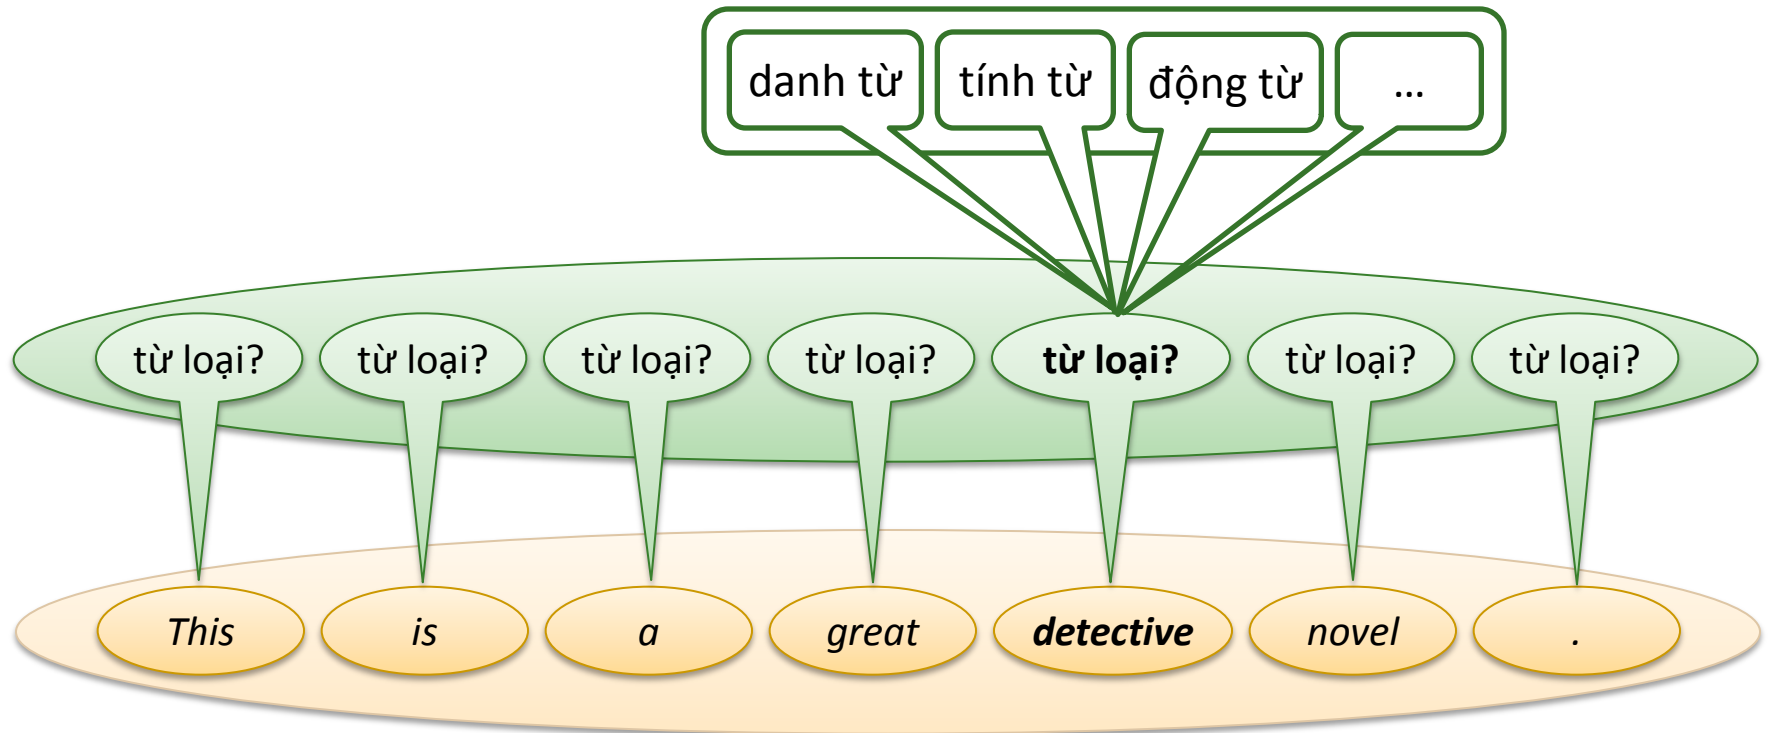 danh từ tính từ động từ ...
từ loại? từ loại? từ loại? từ loại? từ loại? từ loại? từ loại?
This is a great detective novel .